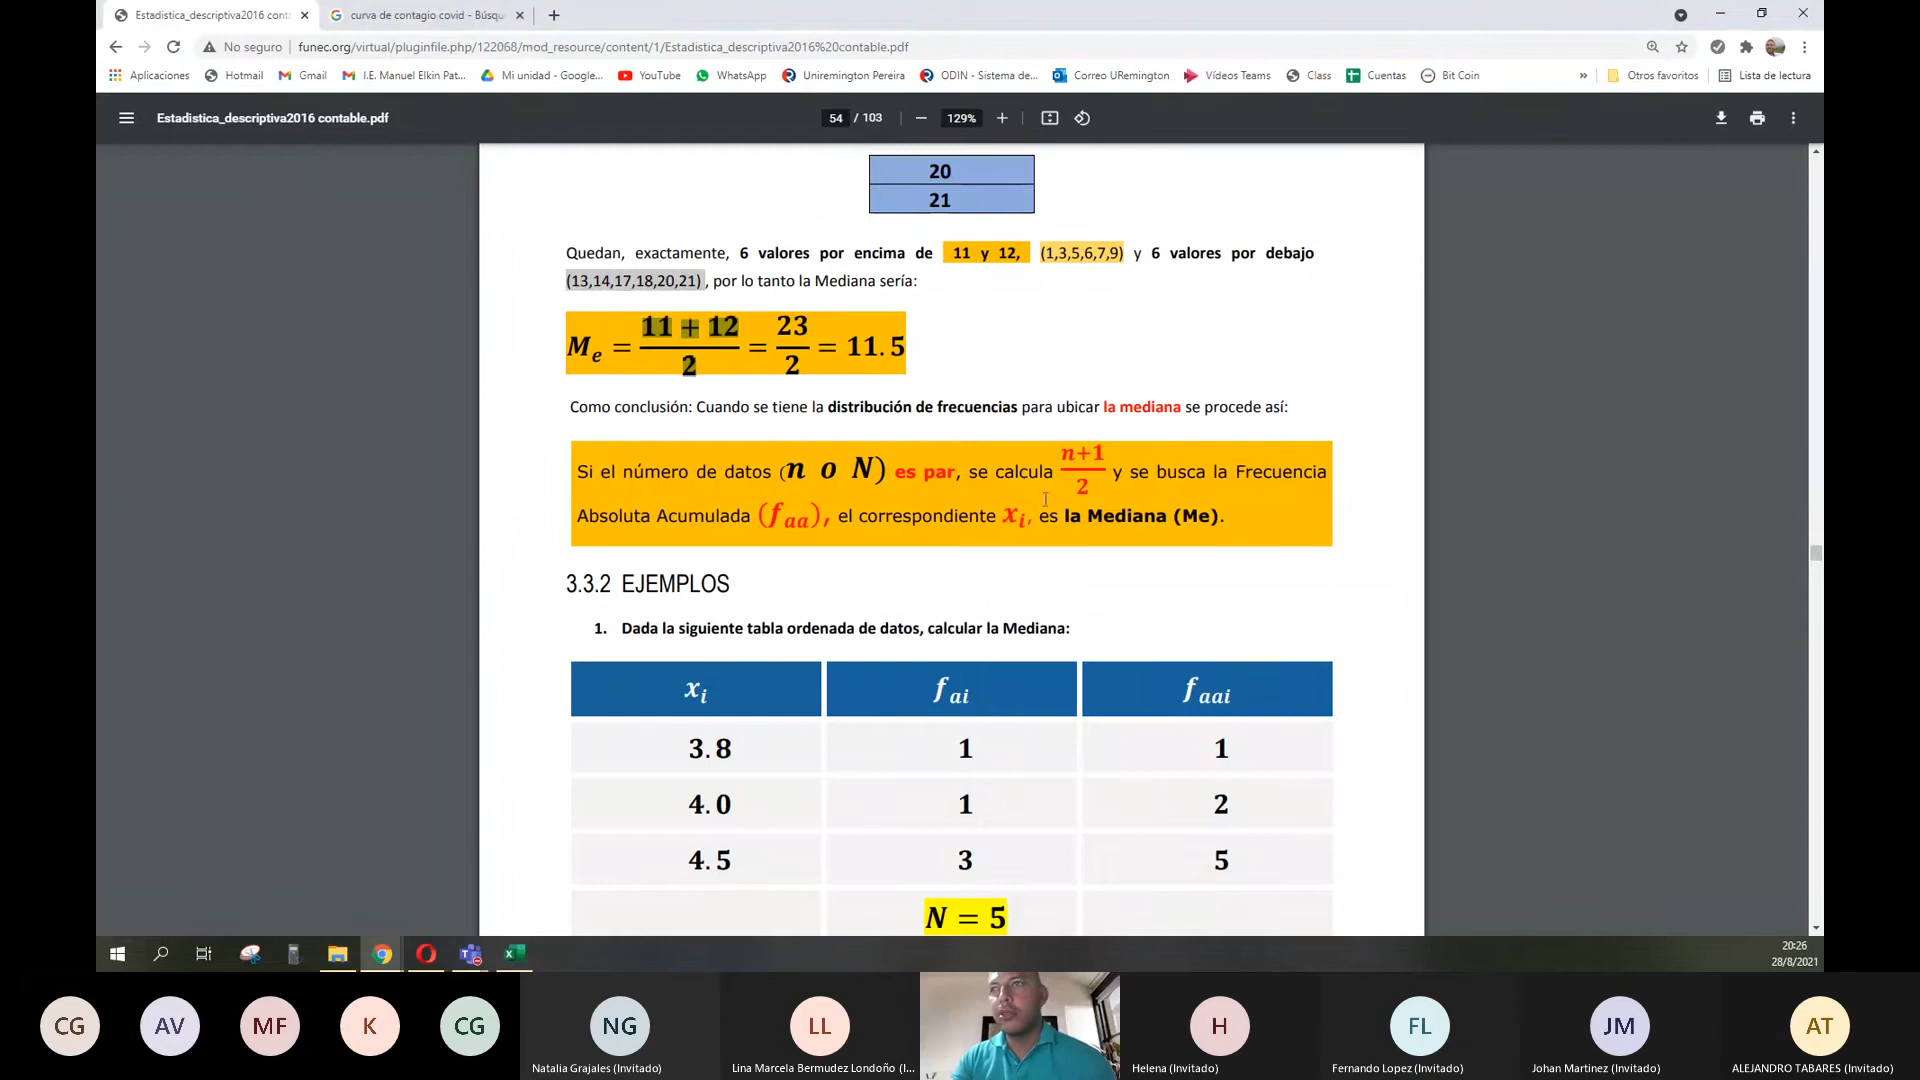 Estadistica_descriptiva2016 cont
curva de contagio covid - Búsqu
No seguro
funec.org/virtual/pluginfile.php/122068/mod_resource/content/1/Estadistica_descriptiva2016%20contable.pdf
Aplicaciones
Hotmail
Gmail
I.E. Manuel Elkin Pat...
Mi unidad - Google...
YouTube
WhatsApp
Uniremington Pereira
ODIN - Sistema de...
Correo URemington
Vídeos Teams
Class
Cuentas
Bit Coin
»
Otros favoritos
Lista de lectura
Estadistica_descriptiva2016 contable.pdf
54 / 103
129%
20
21
Quedan, exactamente, 6 valores por encima de 11 y 12, (1,3,5,6,7,9) y 6 valores por debajo
(13,14,17,18,20,21) , por lo tanto la Mediana sería:
Me = (11 + 12)/2 = 23/2 = 11.5
Como conclusión: Cuando se tiene la distribución de frecuencias para ubicar la mediana se procede así:
Si el número de datos (n o N) es par, se calcula (n+1)/2 y se busca la Frecuencia
Absoluta Acumulada (faa), el correspondiente xi, es la Mediana (Me).
3.3.2 EJEMPLOS
1. Dada la siguiente tabla ordenada de datos, calcular la Mediana:
xi fai faai
3.8 1 1
4.0 1 2
4.5 3 5
N = 5
20:26
28/8/2021
CG
AV
MF
K
CG
NG
LL
H
FL
JM
AT
Natalia Grajales (Invitado)
Lina Marcela Bermudez Londoño (I...
Helena (Invitado)
Fernando Lopez (Invitado)
Johan Martinez (Invitado)
ALEJANDRO TABARES (Invitado)